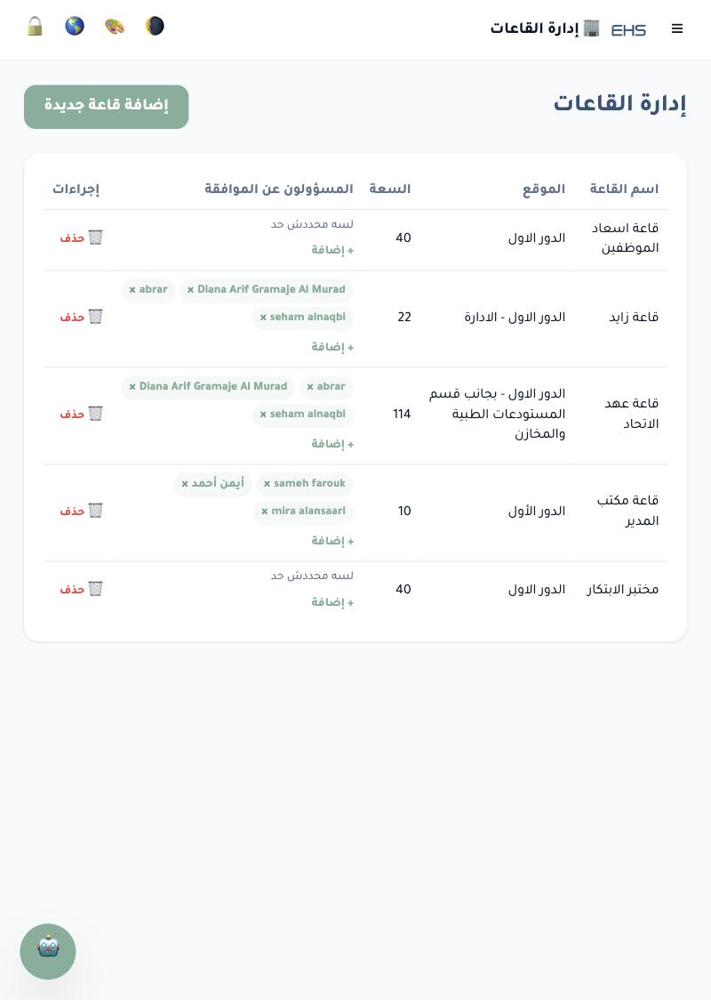 EHS إدارة القاعات
إدارة القاعات
إضافة قاعة جديدة
اسم القاعة الموقع السعة المسؤولون عن الموافقة إجراءات
قاعة اسعاد الموظفين
الدور الاول
40
لسه محددش حد
+ إضافة
حذف
قاعة زايد
الدور الاول - الادارة
22
Diana Arif Gramaje Al Murad × abrar ×
seham alnaqbi ×
+ إضافة
حذف
قاعة عهد
الاتحاد
الدور الاول - بجانب قسم
المستودعات الطبية
والمخازن
114
abrar × Diana Arif Gramaje Al Murad ×
seham alnaqbi ×
+ إضافة
حذف
قاعة مكتب
المدير
الدور الأول
10
sameh farouk × أيمن أحمد ×
mira alansaari ×
+ إضافة
حذف
مختبر الابتكار
الدور الاول
40
لسه محددش حد
+ إضافة
حذف